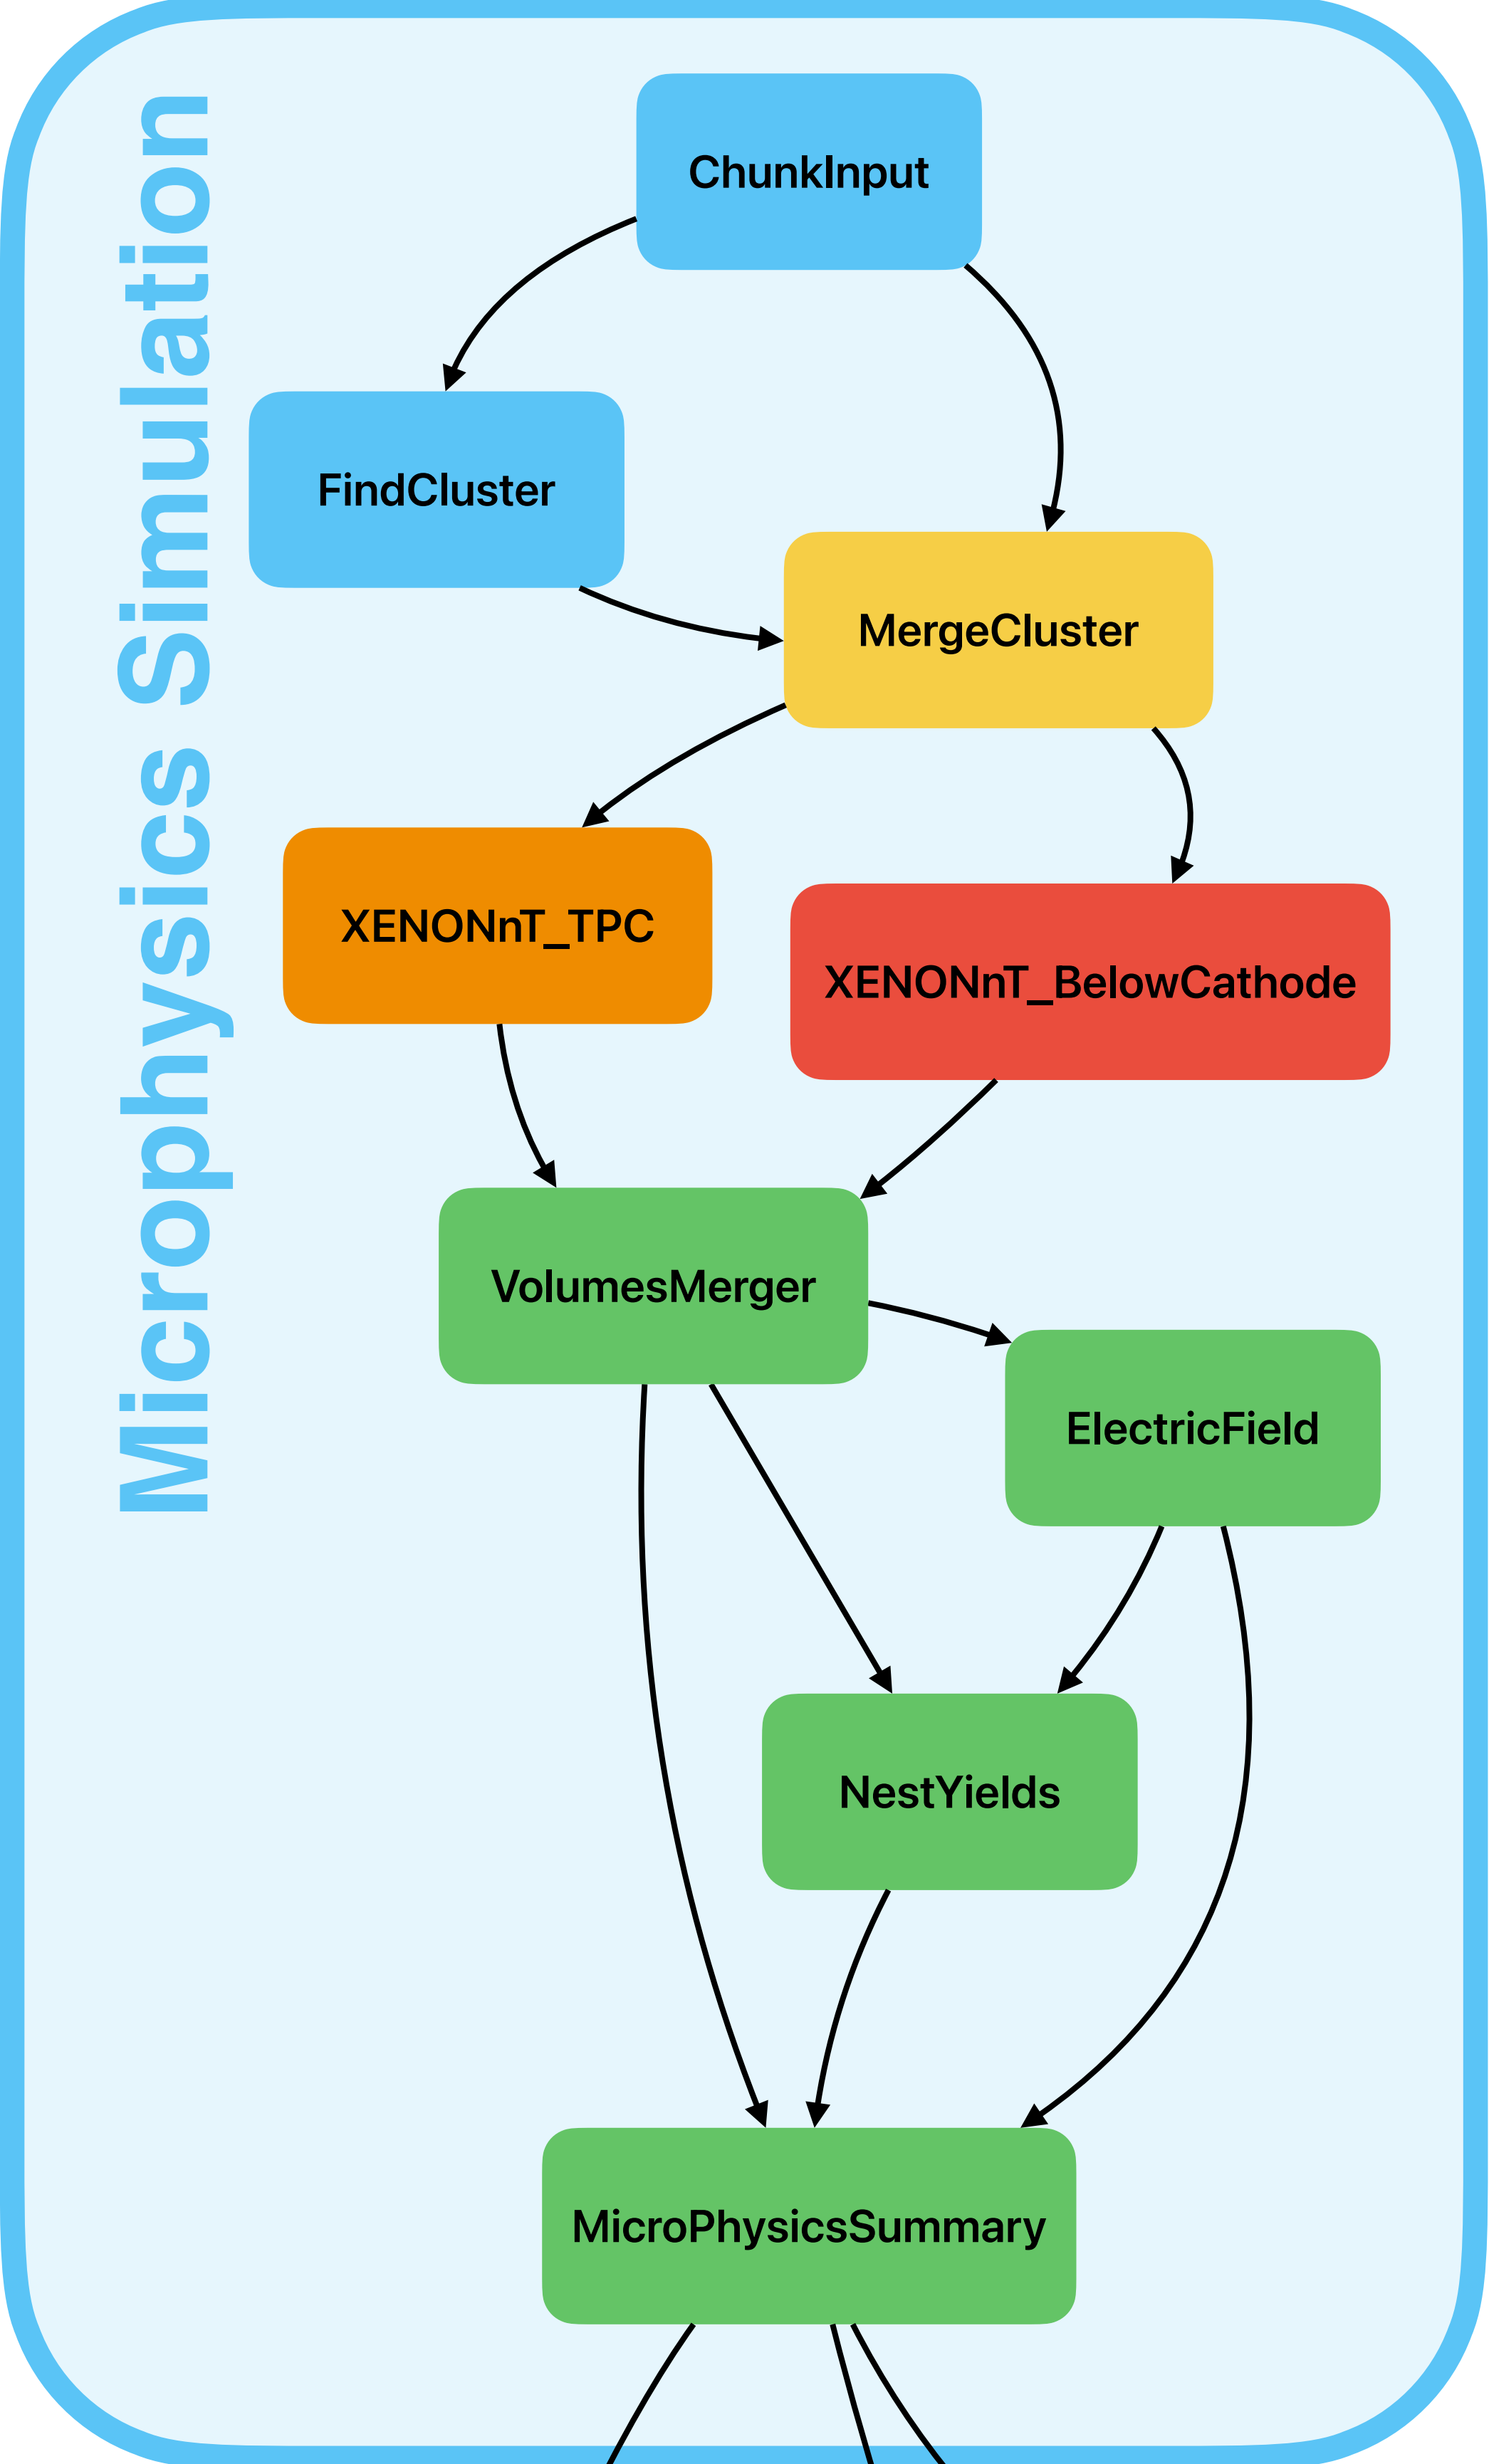 Microphysics Simulation
ChunkInput
FindCluster
MergeCluster
XENONnT_TPC
XENONnT_BelowCathode
VolumesMerger
ElectricField
NestYields
MicroPhysicsSummary